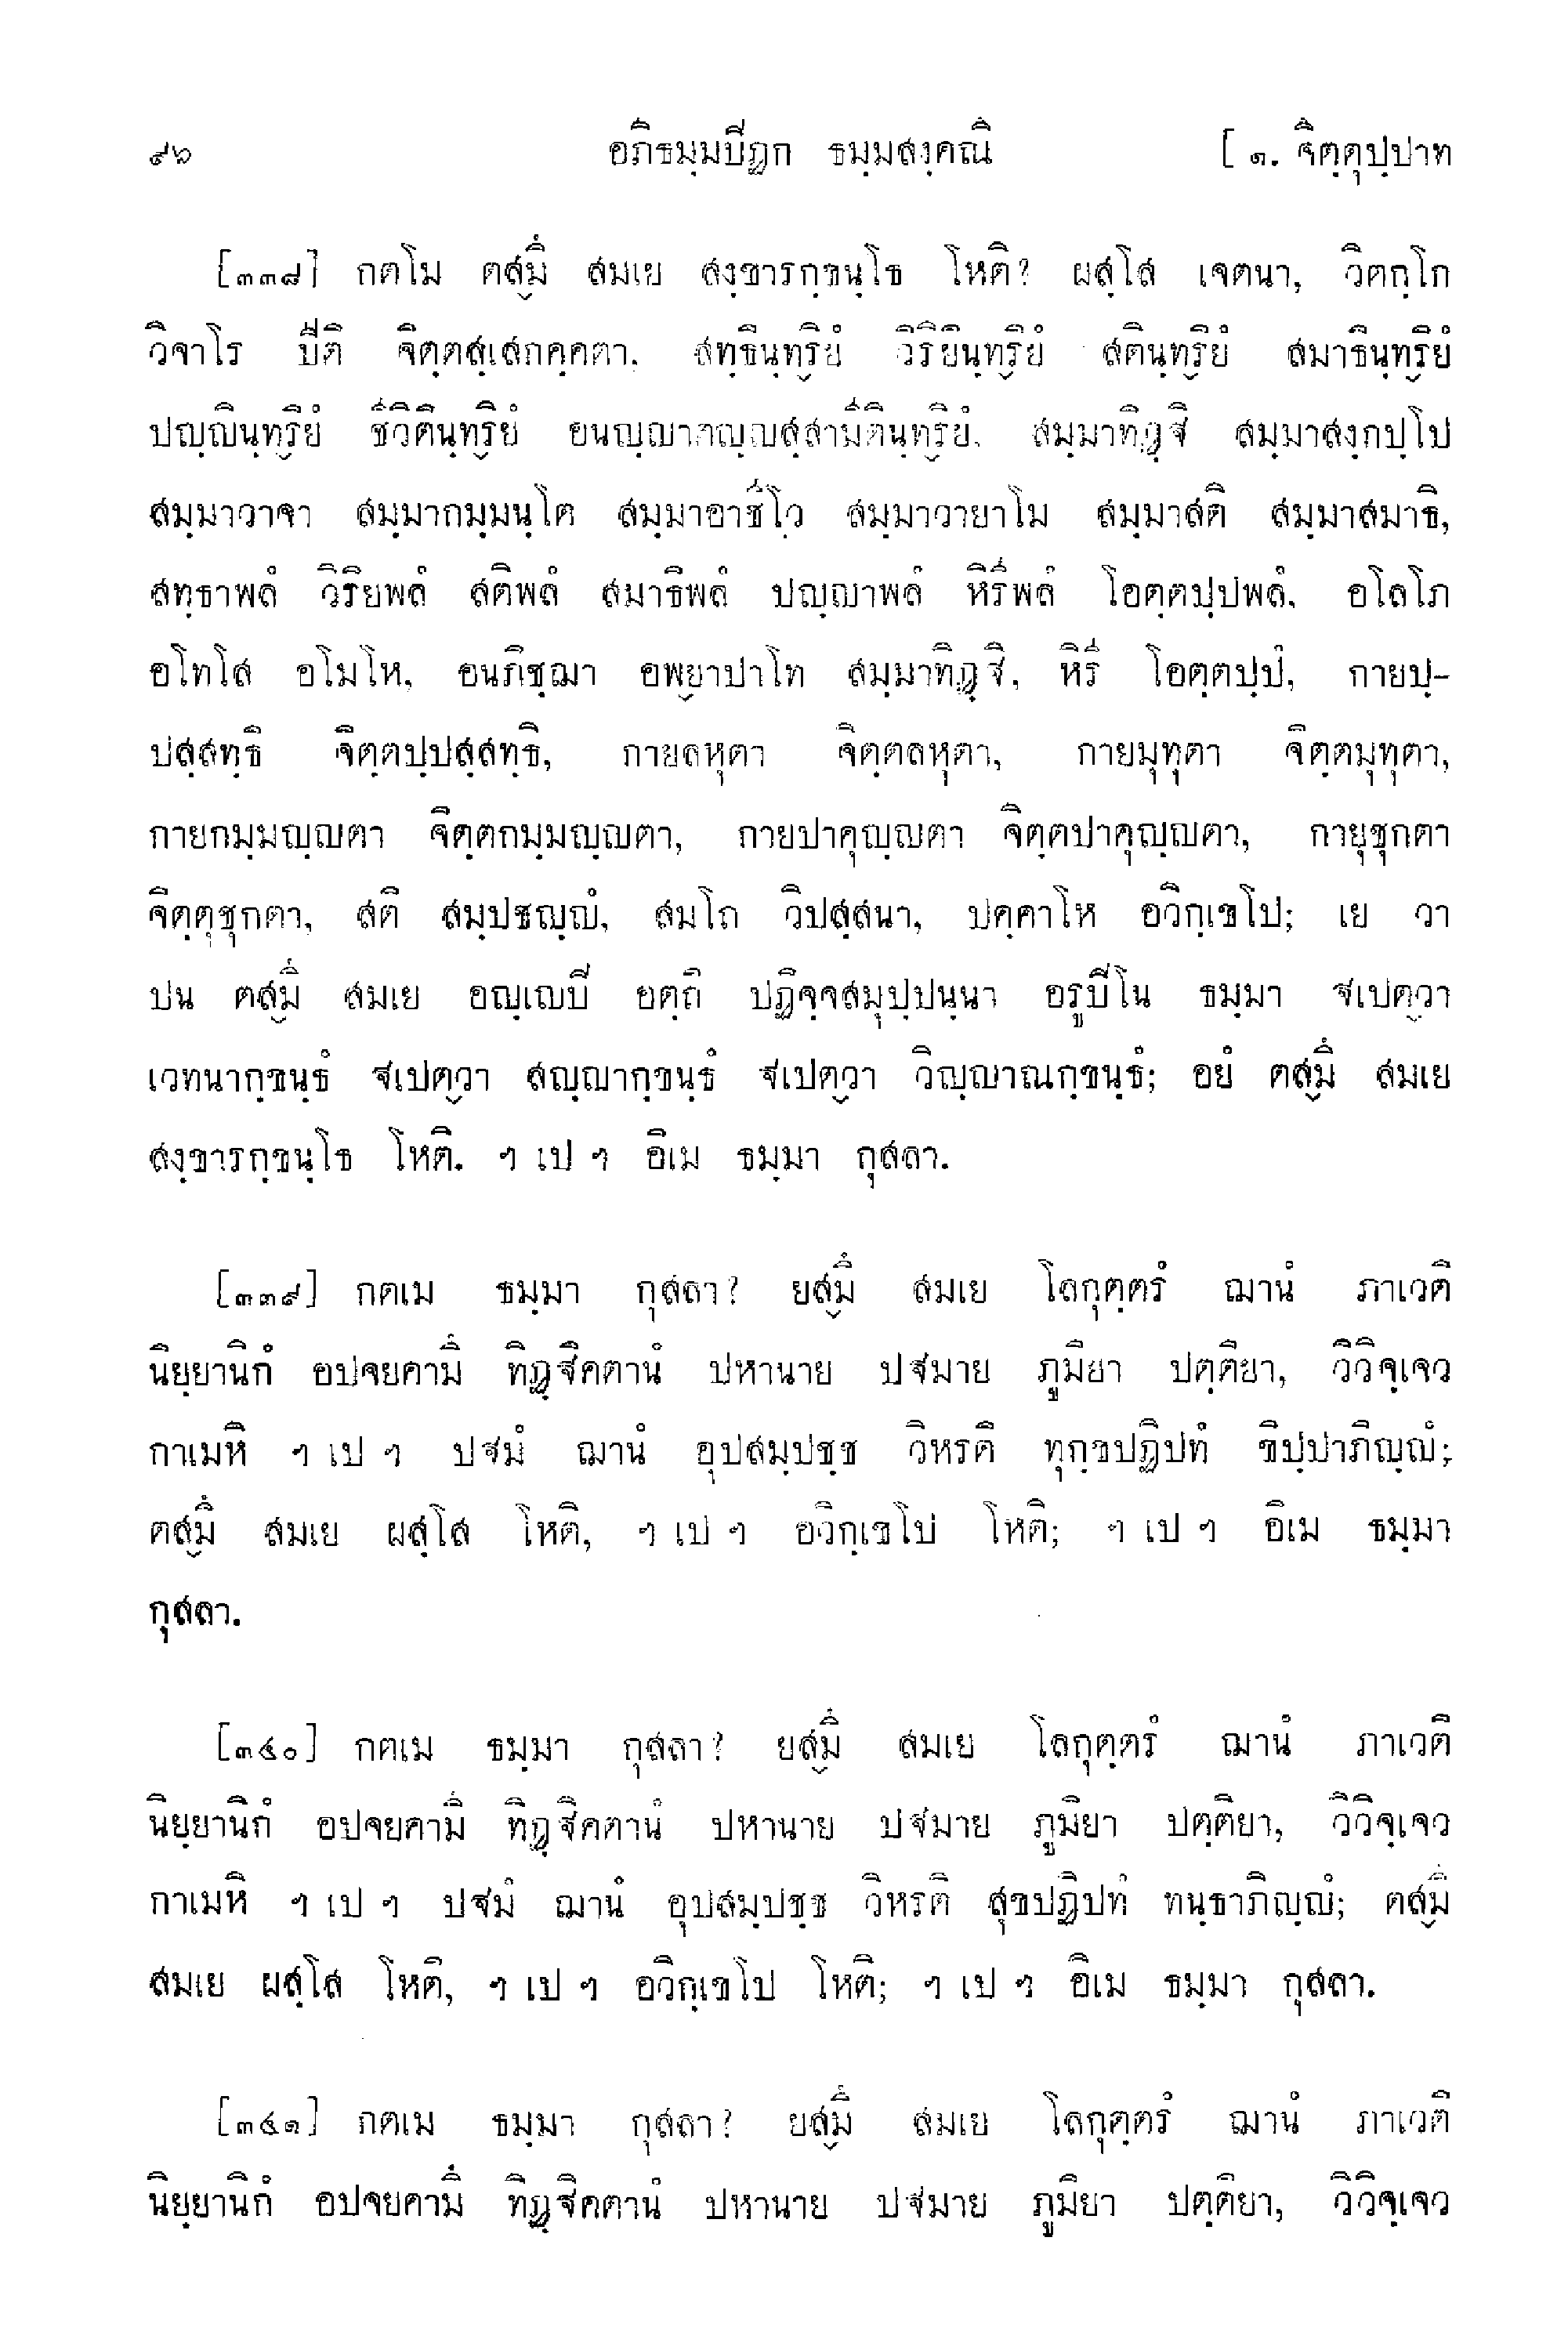 ๙๖ อภิธมฺมปิฏก ธมฺมสงฺคณิ [ ๑. จิตฺตุปฺปาท
[๓๓๘] กตโม ตสฺมึ๎ สมเย สงฺขารกฺขนฺโธ โหติ? ผสฺโส เจตนา, วิตกฺโก
วิจาโร ปีติ จิตฺตสฺเสกคฺคตา, สทฺธินฺทฺริยํ วิริยินฺทฺริยํ สตินฺทฺริยํ สมาธินฺทฺริยํ
ปญฺญินฺทฺริยํ ชีวิตินฺทฺริยํ อนญฺญาตญฺญสฺสามีตินฺทฺริยํ, สมฺมาทิฏฺฐิ สมฺมาสงฺกปฺโป
สมฺมาวาจา สมฺมากมฺมนฺโต สมฺมาอาชีโว สมฺมาวายาโม สมฺมาสติ สมฺมาสมาธิ,
สทฺธาพลํ วิริยพลํ สติพลํ สมาธิพลํ ปญฺญาพลํ หิรีพลํ โอตฺตปฺปพลํ, อโลโภ
อโทโส อโมโห, อนภิชฺฌา อพฺยาปาโท สมฺมาทิฏฺฐิ, หิรี โอตฺตปฺปํ, กายปฺ-
ปสฺสทฺธิ จิตฺตปฺปสฺสทฺธิ, กายลหุตา จิตฺตลหุตา, กายมุทุตา จิตฺตมุทุตา,
กายกมฺมญฺญตา จิตฺตกมฺมญฺญตา, กายปาคุญฺญตา จิตฺตปาคุญฺญตา, กายุชุกตา
จิตฺตุชุกตา, สติ สมฺปชญฺญํ, สมโถ วิปสฺสนา, ปคฺคาโห อวิกฺเขโป; เย วา
ปน ตสฺมึ สมเย อญฺเญปิ อตฺถิ ปฏิจฺจสมุปฺปนฺนา อรูปิโน ธมฺมา ฐเปตฺวา
เวทนากฺขนฺธํ ฐเปตฺวา สญฺญากฺขนฺธํ ฐเปตฺวา วิญฺญาณกฺขนฺธํ; อยํ ตสฺมึ สมเย
สงฺขารกฺขนฺโธ โหติ. ฯ เป ฯ อิเม ธมฺมา กุสลา.
[๓๓๙] กตเม ธมฺมา กุสลา? ยสฺมึ สมเย โลกุตฺตรํ ฌานํ ภาเวติ
นิยฺยานิกํ อปจยคามึ ทิฏฺฐิคตานํ ปหานาย ปฐมาย ภูมิยา ปตฺติยา, วิวิจฺเจว
กาเมหิ ฯ เป ฯ ปฐมํ ฌานํ อุปสมฺปชฺช วิหรติ ทุกฺขปฏิปทํ ขิปฺปาภิญฺญํ;
ตสฺมึ สมเย ผสฺโส โหติ, ฯ เป ฯ อวิกฺเขโป โหติ; ฯ เป ฯ อิเม ธมฺมา
กุสลา.
[๓๔๐] กตเม ธมฺมา กุสลา? ยสฺมึ สมเย โลกุตฺตรํ ฌานํ ภาเวติ
นิยฺยานิกํ อปจยคามึ ทิฏฺฐิคตานํ ปหานาย ปฐมาย ภูมิยา ปตฺติยา, วิวิจฺเจว
กาเมหิ ฯ เป ฯ ปฐมํ ฌานํ อุปสมฺปชฺช วิหรติ สุขปฏิปทํ ทนฺธาภิญฺญํ; ตสฺมึ
สมเย ผสฺโส โหติ, ฯ เป ฯ อวิกฺเขโป โหติ; ฯ เป ฯ อิเม ธมฺมา กุสลา.
[๓๔๑] กตเม ธมฺมา กุสลา? ยสฺมึ สมเย โลกุตฺตรํ ฌานํ ภาเวติ
นิยฺยานิกํ อปจยคามึ ทิฏฺฐิคตานํ ปหานาย ปฐมาย ภูมิยา ปตฺติยา, วิวิจฺเจว